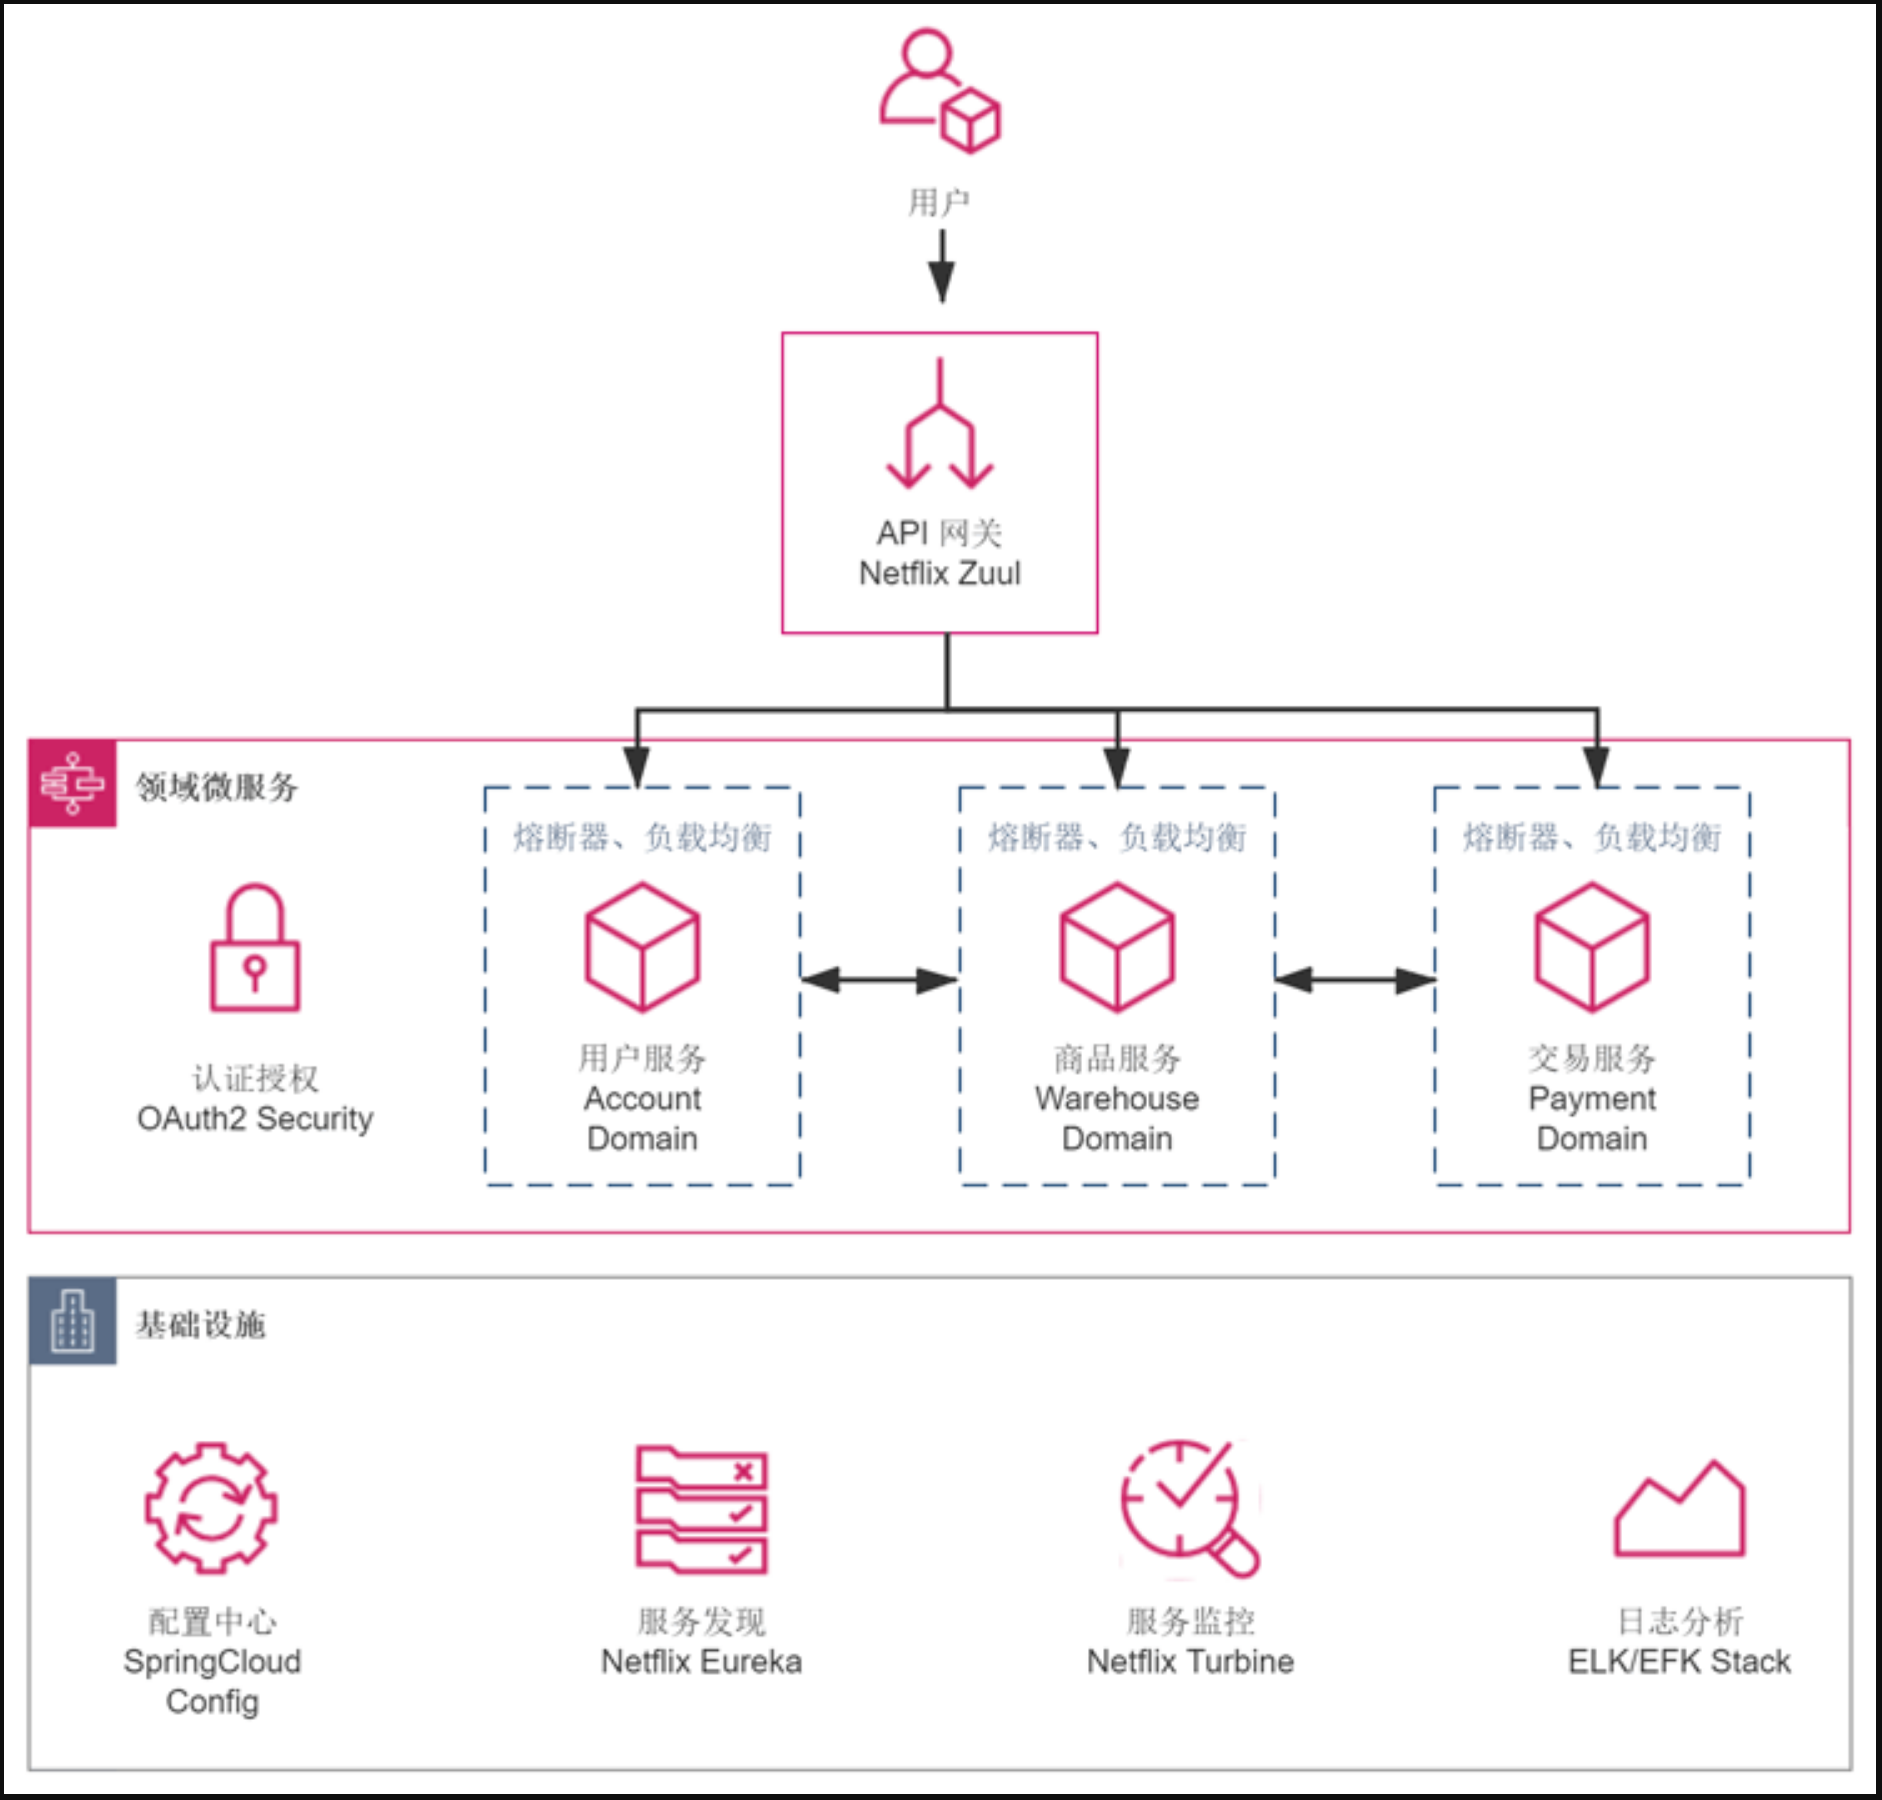 用户
API 网关
Netflix Zuul
领域微服务
熔断器、负载均衡
熔断器、负载均衡
熔断器、负载均衡
认证授权
OAuth2 Security
用户服务
Account
Domain
商品服务
Warehouse
Domain
交易服务
Payment
Domain
基础设施
配置中心
SpringCloud
Config
服务发现
Netflix Eureka
服务监控
Netflix Turbine
日志分析
ELK/EFK Stack